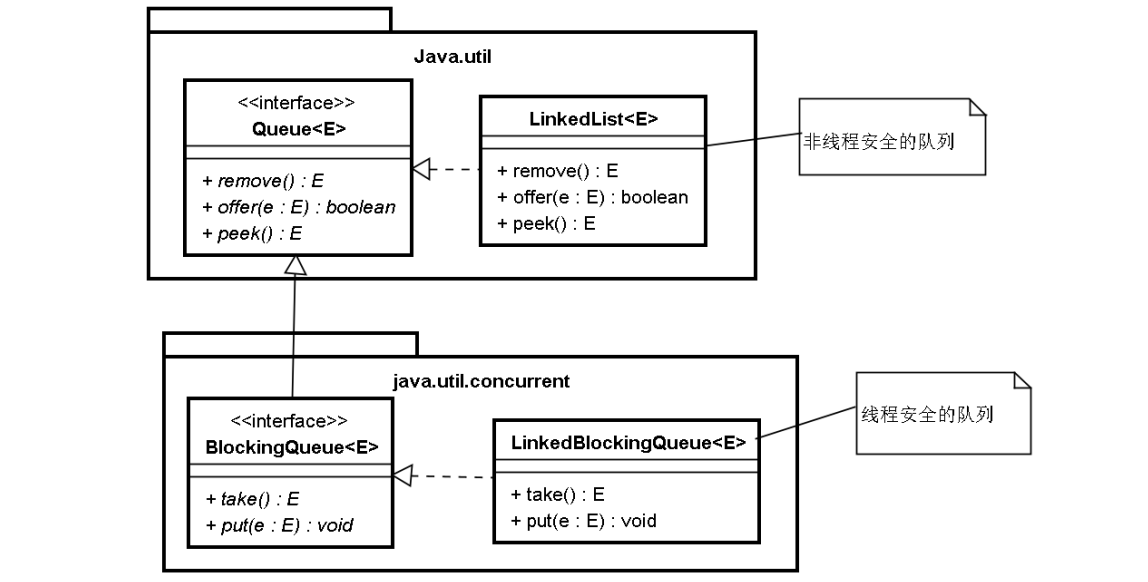 Java.util
<<interface>>
Queue<E>
+ remove() : E
+ offer(e : E) : boolean
+ peek() : E
LinkedList<E>
+ remove() : E
+ offer(e : E) : boolean
+ peek() : E
非线程安全的队列
java.util.concurrent
<<interface>>
BlockingQueue<E>
+ take() : E
+ put(e : E) : void
LinkedBlockingQueue<E>
+ take() : E
+ put(e : E) : void
线程安全的队列